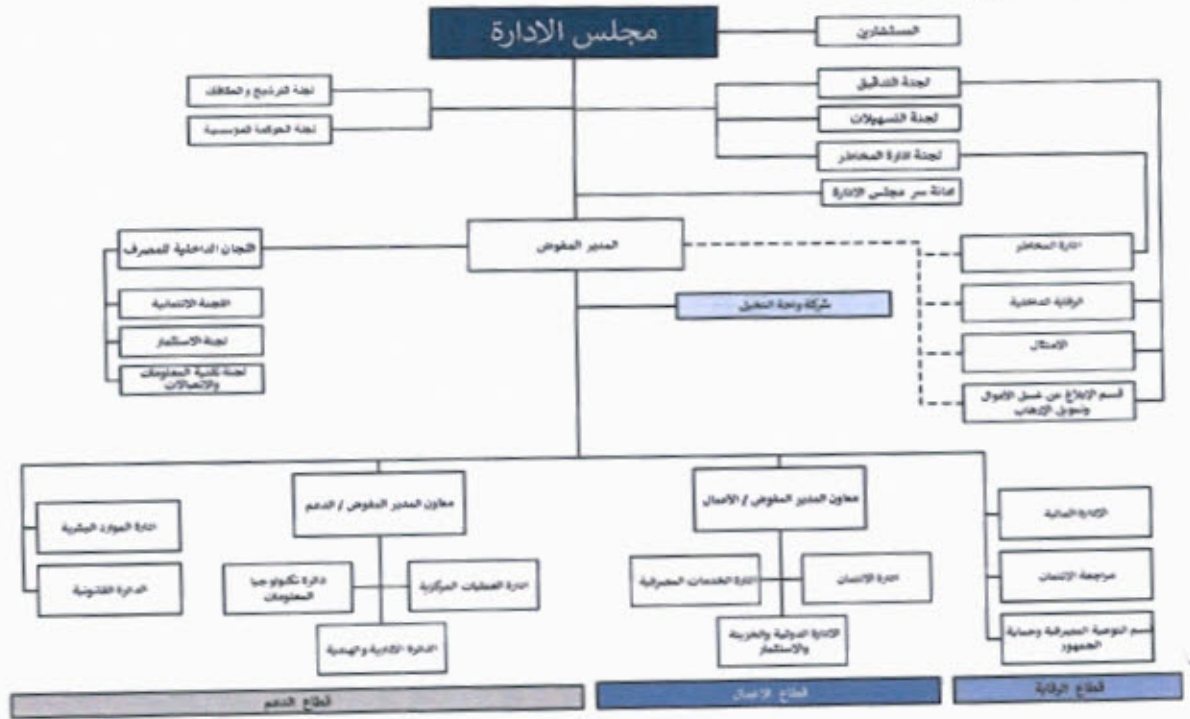 مجلس الادارة
المستشارين
لجنة الترشيح والمكافآت
لجنة الحوكمة المؤسسية
لجنة التدقيق
لجنة التسهيلات
لجنة ادارة المخاطر
امانة سر مجلس الادارة
المدير المفوض
اللجان الداخلية للمصرف
اللجنة الائتمانية
لجنة الاستثمار
لجنة تقنية المعلومات
والاتصالات
شركة واحة النخيل
ادارة المخاطر
الرقابة الداخلية
الامتثال
قسم الإبلاغ عن غسل الأموال
وتمويل الإرهاب
معاون المدير المفوض / الدعم
معاون المدير المفوض / الأعمال
ادارة الموارد البشرية
الدائرة القانونية
دائرة تكنولوجيا
المعلومات
ادارة العمليات المركزية
الدائرة الادارية والهندسية
ادارة الخدمات المصرفية
ادارة الائتمان
الادارة الدولية والخزينة
والاستثمار
الادارة المالية
مراجعة الائتمان
قسم التوعية المصرفية وحماية
الجمهور
قطاع الدعم
قطاع الاعمال
قطاع الرقابة